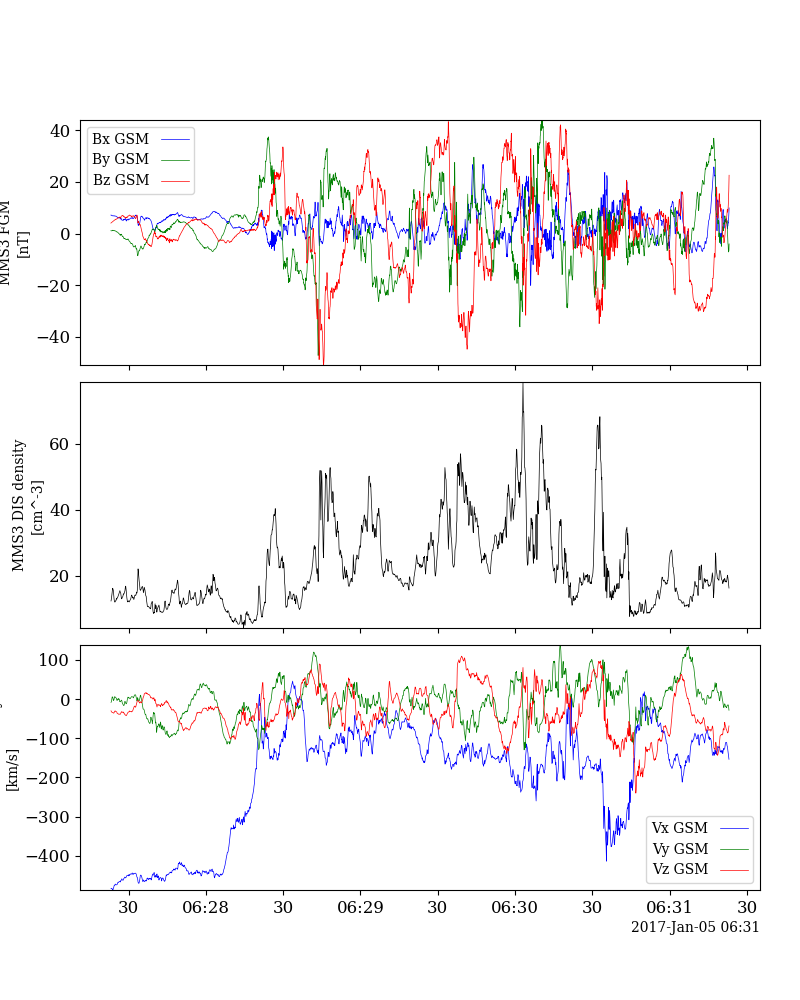 40
20
0
−20
−40
MMS3 FGM
[nT]
Bx GSM
By GSM
Bz GSM
60
40
20
MMS3 DIS density
[cm^-3]
100
0
−100
−200
−300
−400
[km/s]
Vx GSM
Vy GSM
Vz GSM
30 06:28 30 06:29 30 06:30 30 06:31 30
2017-Jan-05 06:31